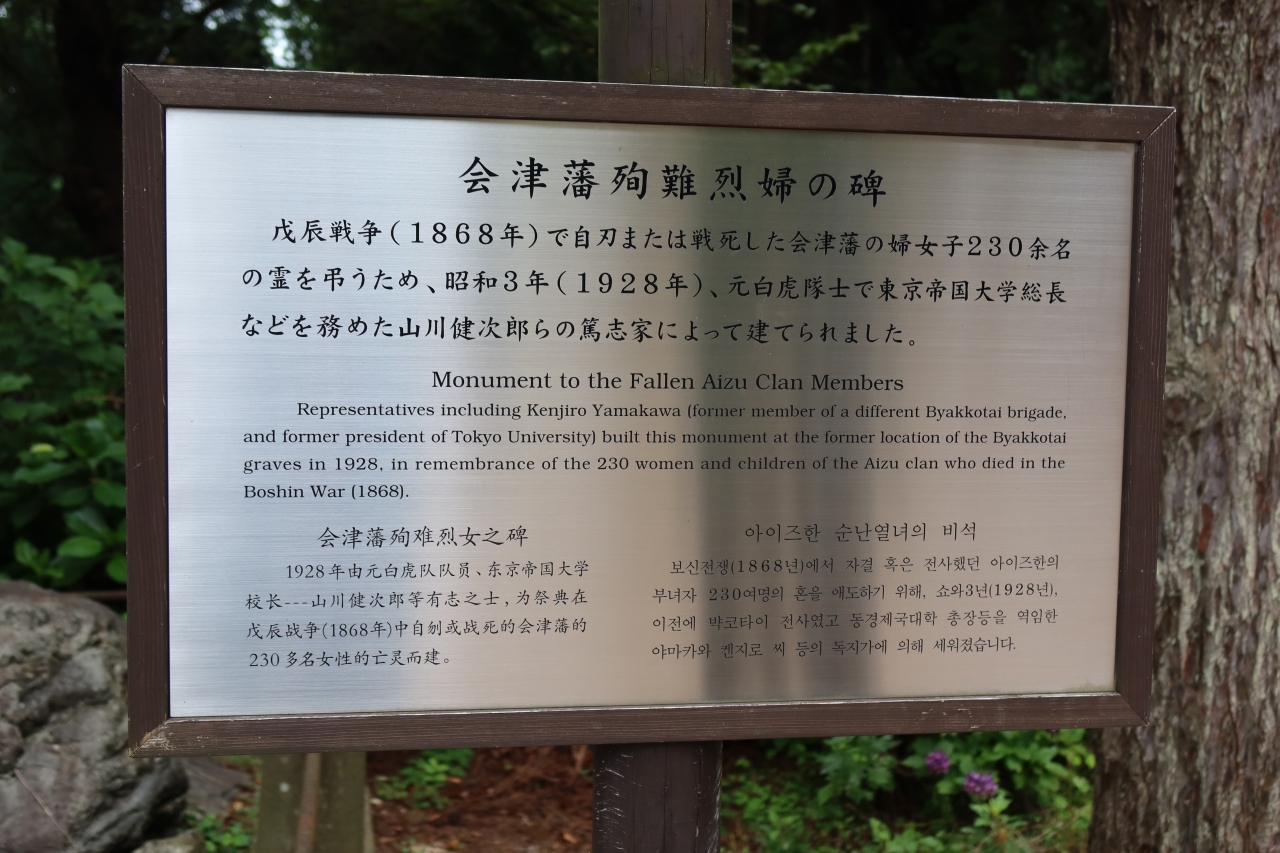 会津藩殉難烈婦の碑
戊辰戦争(1868年)で自刃または戦死した会津藩の婦女子230余名
の霊を弔うため、昭和3年(1928年)、元白虎隊士で東京帝国大学総長
などを務めた山川健次郎らの篤志家によって建てられました。
Monument to the Fallen Aizu Clan Members
Representatives including Kenjiro Yamakawa (former member of a different Byakkotai brigade,
and former president of Tokyo University) built this monument at the former location of the Byakkotai
graves in 1928, in remembrance of the 230 women and children of the Aizu clan who died in the
Boshin War (1868).
会津藩殉难烈女之碑
1928年由元白虎队队员、东京帝国大学
校长---山川健次郎等有志之士,为祭典在
戊辰战争(1868年)中自刎或战死的会津藩的
230多名女性的亡灵而建。
아이즈한 순난열녀의 비석
보신전쟁(1868년)에서 자결 혹은 전사했던 아이즈한의
부녀자 230여명의 혼을 애도하기 위해, 쇼와3년(1928년),
이전에 뱍코타이 전사였고 동경제국대학 총장등을 역임한
야마카와 켄지로 씨 등의 독지가에 의해 세워졌습니다.